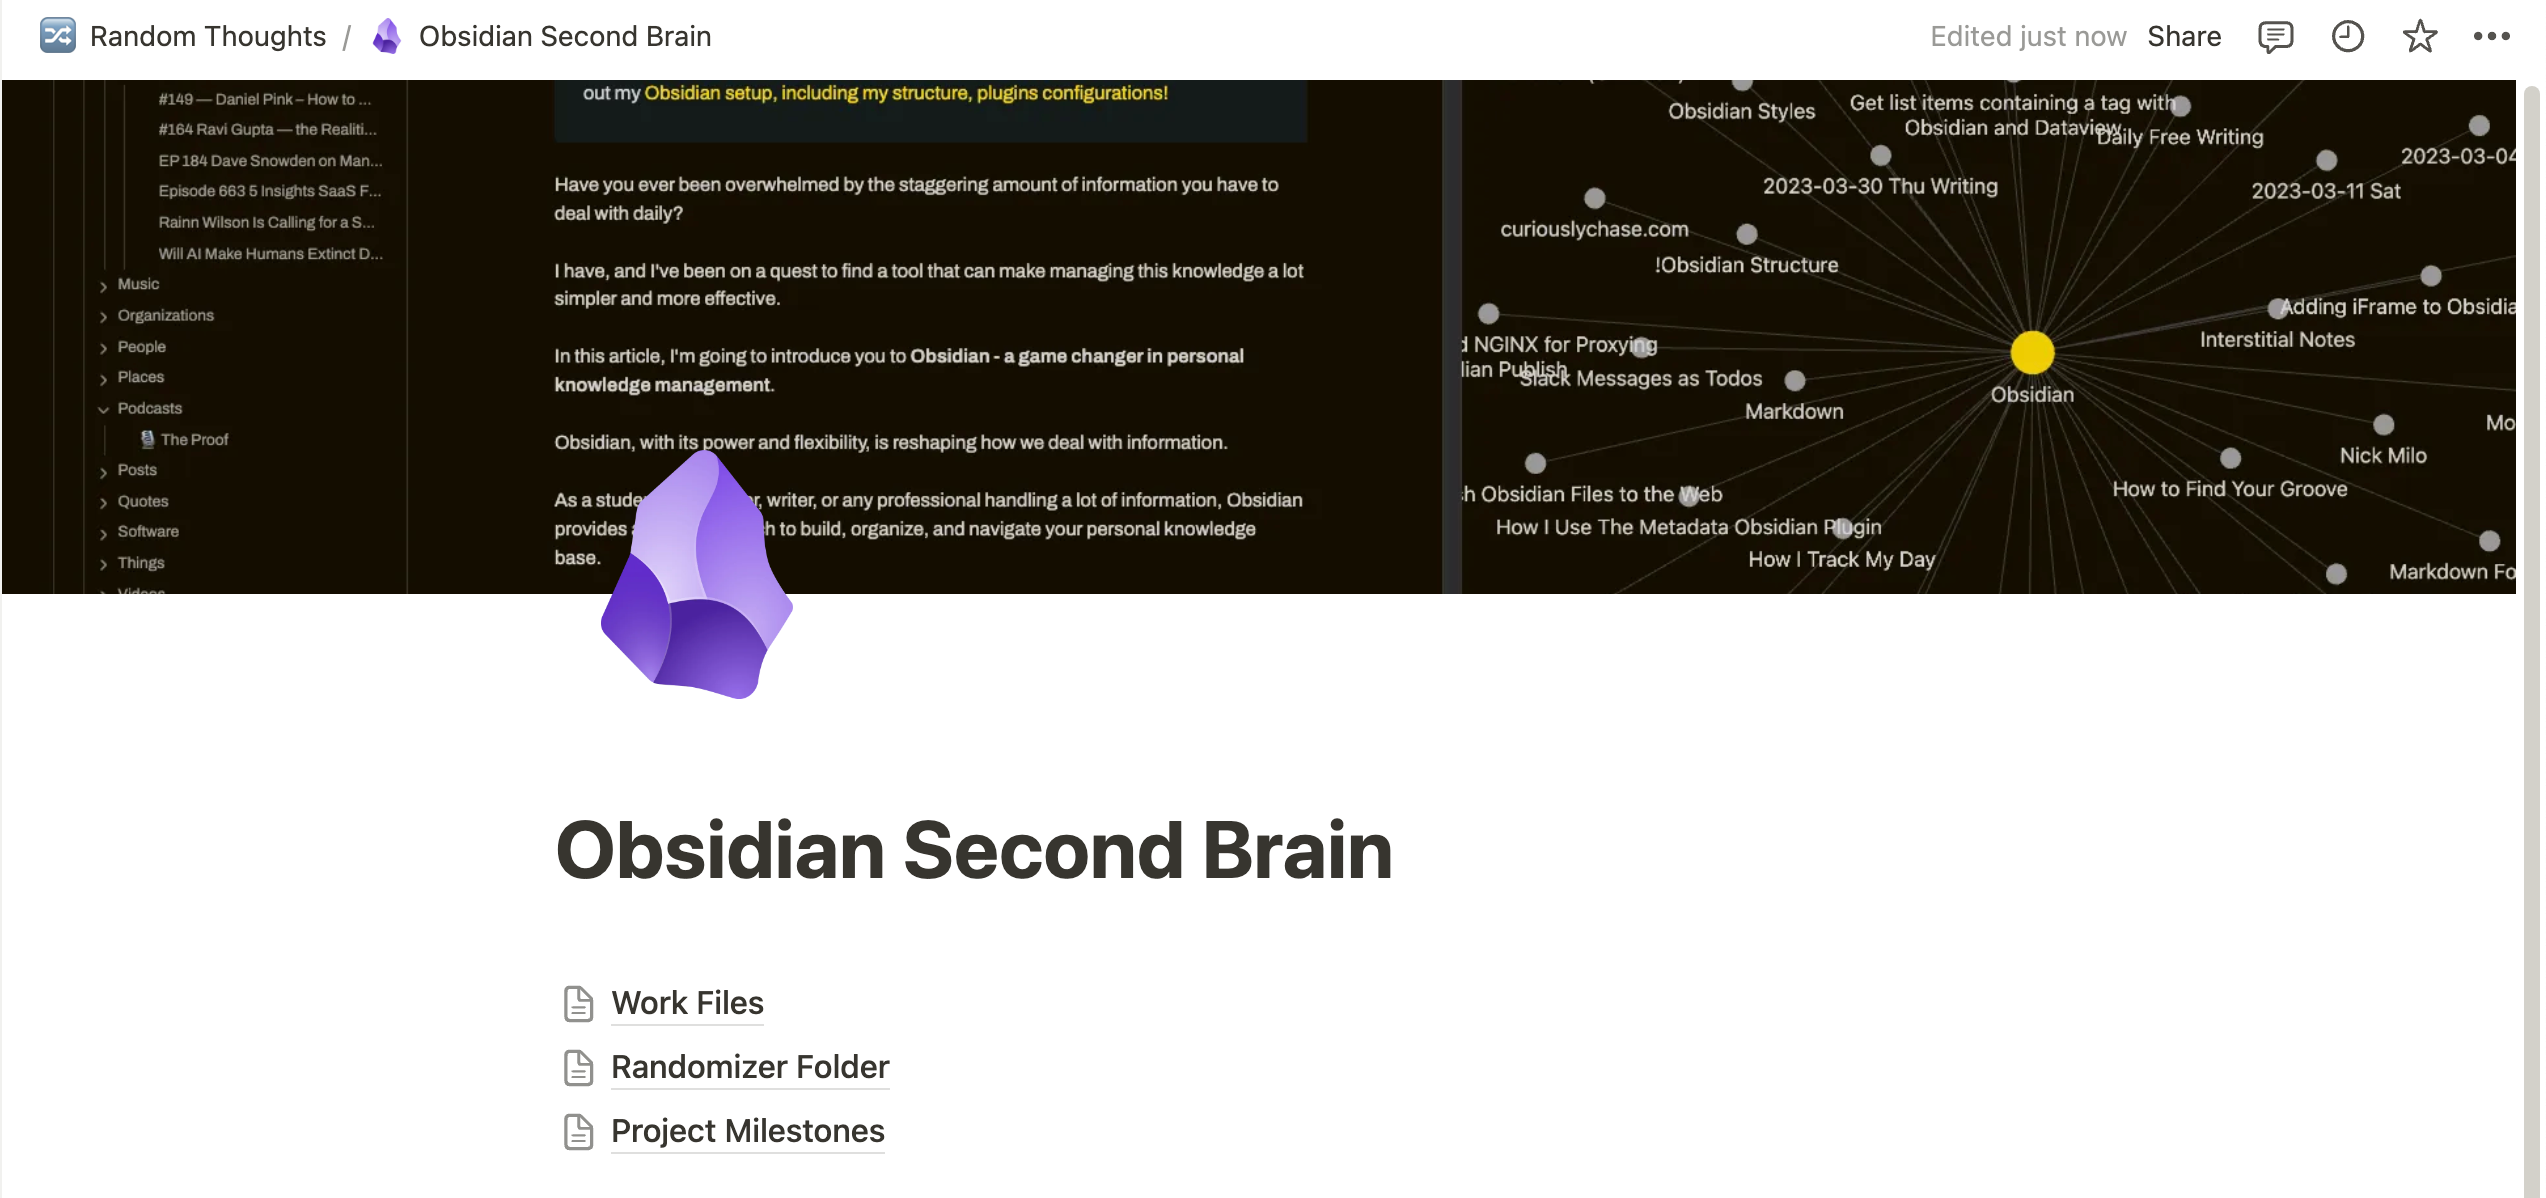 Random Thoughts / Obsidian Second Brain
Edited just now Share
#149 — Daniel Pink – How to ...
#164 Ravi Gupta — the Realiti...
EP 184 Dave Snowden on Man...
Episode 663 5 Insights SaaS F...
Rainn Wilson Is Calling for a S...
Will AI Make Humans Extinct D...
Music
Organizations
People
Places
Podcasts
The Proof
Posts
Quotes
Software
Things
Videos
out my Obsidian setup, including my structure, plugins configurations!
Have you ever been overwhelmed by the staggering amount of information you have to
deal with daily?
I have, and I've been on a quest to find a tool that can make managing this knowledge a lot
simpler and more effective.
In this article, I'm going to introduce you to Obsidian - a game changer in personal
knowledge management.
Obsidian, with its power and flexibility, is reshaping how we deal with information.
As a stude , writer, or any professional handling a lot of information, Obsidian
provides h to build, organize, and navigate your personal knowledge
base.
Obsidian Styles
Get list items containing a tag with
Obsidian and Dataview
Daily Free Writing
2023-03-04
2023-03-30 Thu Writing
2023-03-11 Sat
curiouslychase.com
!Obsidian Structure
Adding iFrame to Obsidia
Interstitial Notes
d NGINX for Proxying
lian Publish
Slack Messages as Todos
Markdown
Obsidian
Mo
Nick Milo
How to Find Your Groove
h Obsidian Files to the Web
How I Use The Metadata Obsidian Plugin
How I Track My Day
Markdown Fo
Obsidian Second Brain
Work Files
Randomizer Folder
Project Milestones